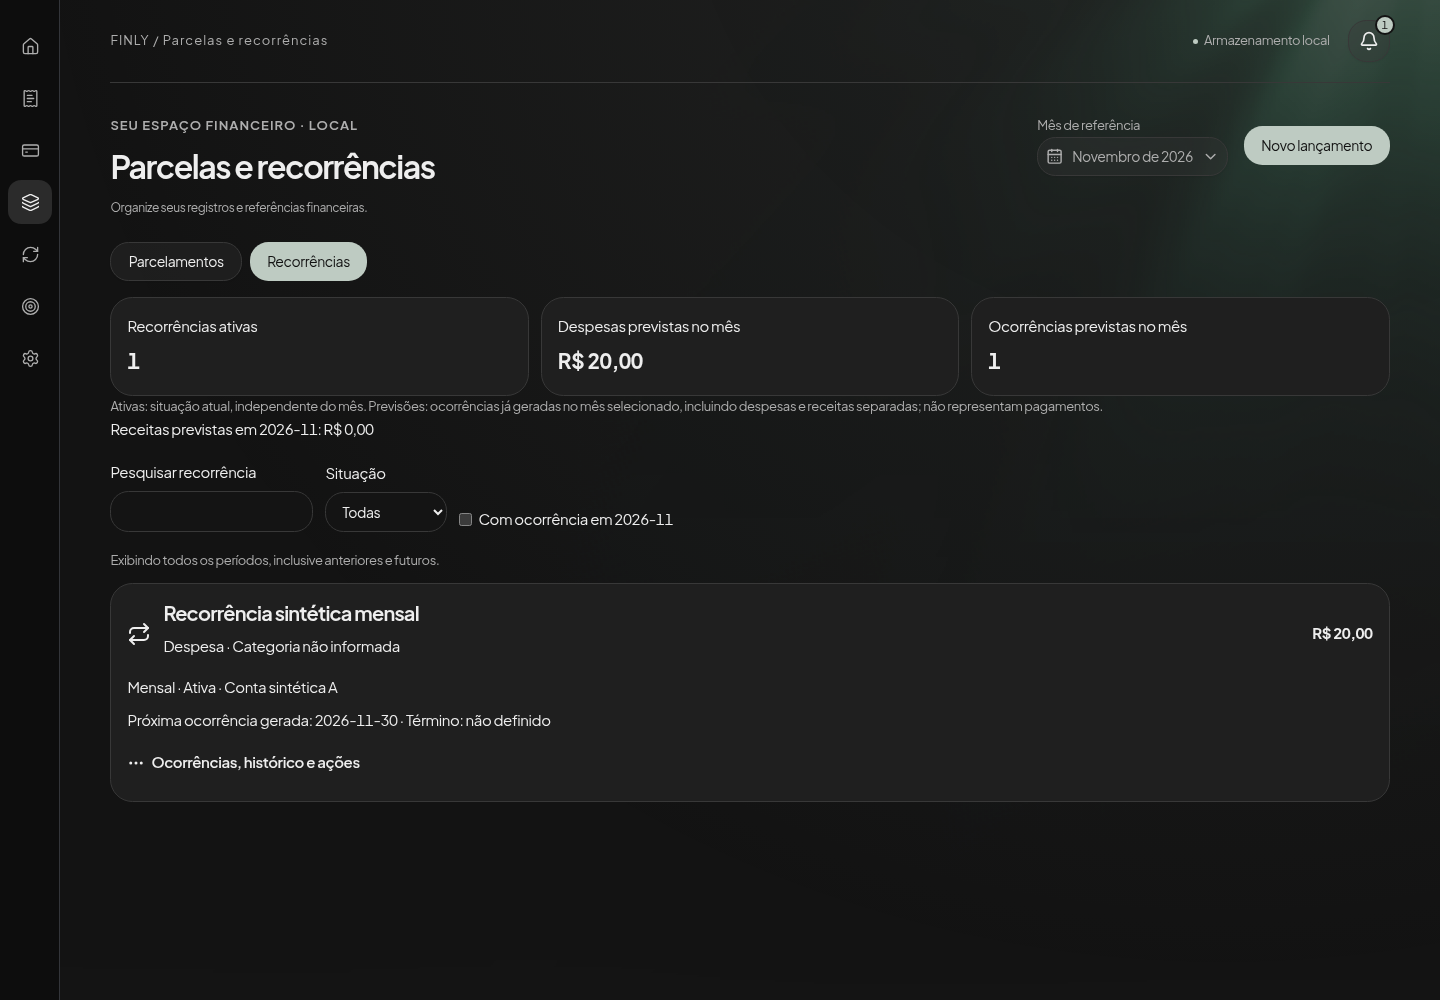 FINLY / Parcelas e recorrências
Armazenamento local
1
SEU ESPAÇO FINANCEIRO · LOCAL
Parcelas e recorrências
Organize seus registros e referências financeiras.
Mês de referência
Novembro de 2026
Novo lançamento
Parcelamentos
Recorrências
Recorrências ativas
1
Despesas previstas no mês
R$ 20,00
Ocorrências previstas no mês
1
Ativas: situação atual, independente do mês. Previsões: ocorrências já geradas no mês selecionado, incluindo despesas e receitas separadas; não representam pagamentos.
Receitas previstas em 2026-11: R$ 0,00
Pesquisar recorrência
Situação
Todas
Com ocorrência em 2026-11
Exibindo todos os períodos, inclusive anteriores e futuros.
Recorrência sintética mensal
Despesa · Categoria não informada
R$ 20,00
Mensal · Ativa · Conta sintética A
Próxima ocorrência gerada: 2026-11-30 · Término: não definido
Ocorrências, histórico e ações